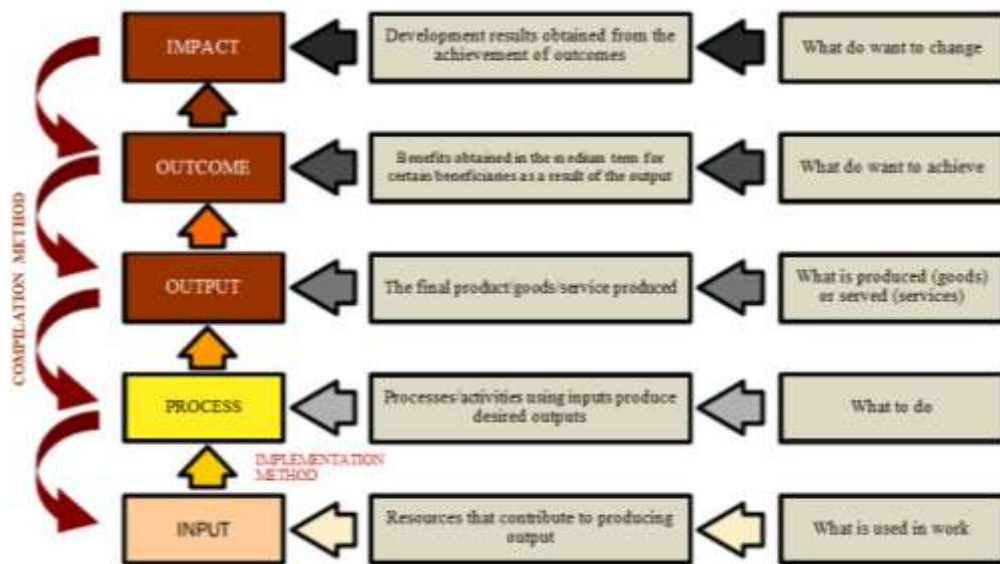 IMPACT
Development results obtained from the
achievement of outcomes
What do want to change
OUTCOME
Benefits obtained in the medium term for
certain beneficiaries as a result of the output
What do want to achieve
OUTPUT
The final product/goods/service produced
What is produced (goods)
or served (services)
PROCESS
Processes/activities using inputs produce
desired outputs
What to do
IMPLEMENTATION
METHOD
INPUT
Resources that contribute to producing
output
What is used in work
COMPILATION METHOD